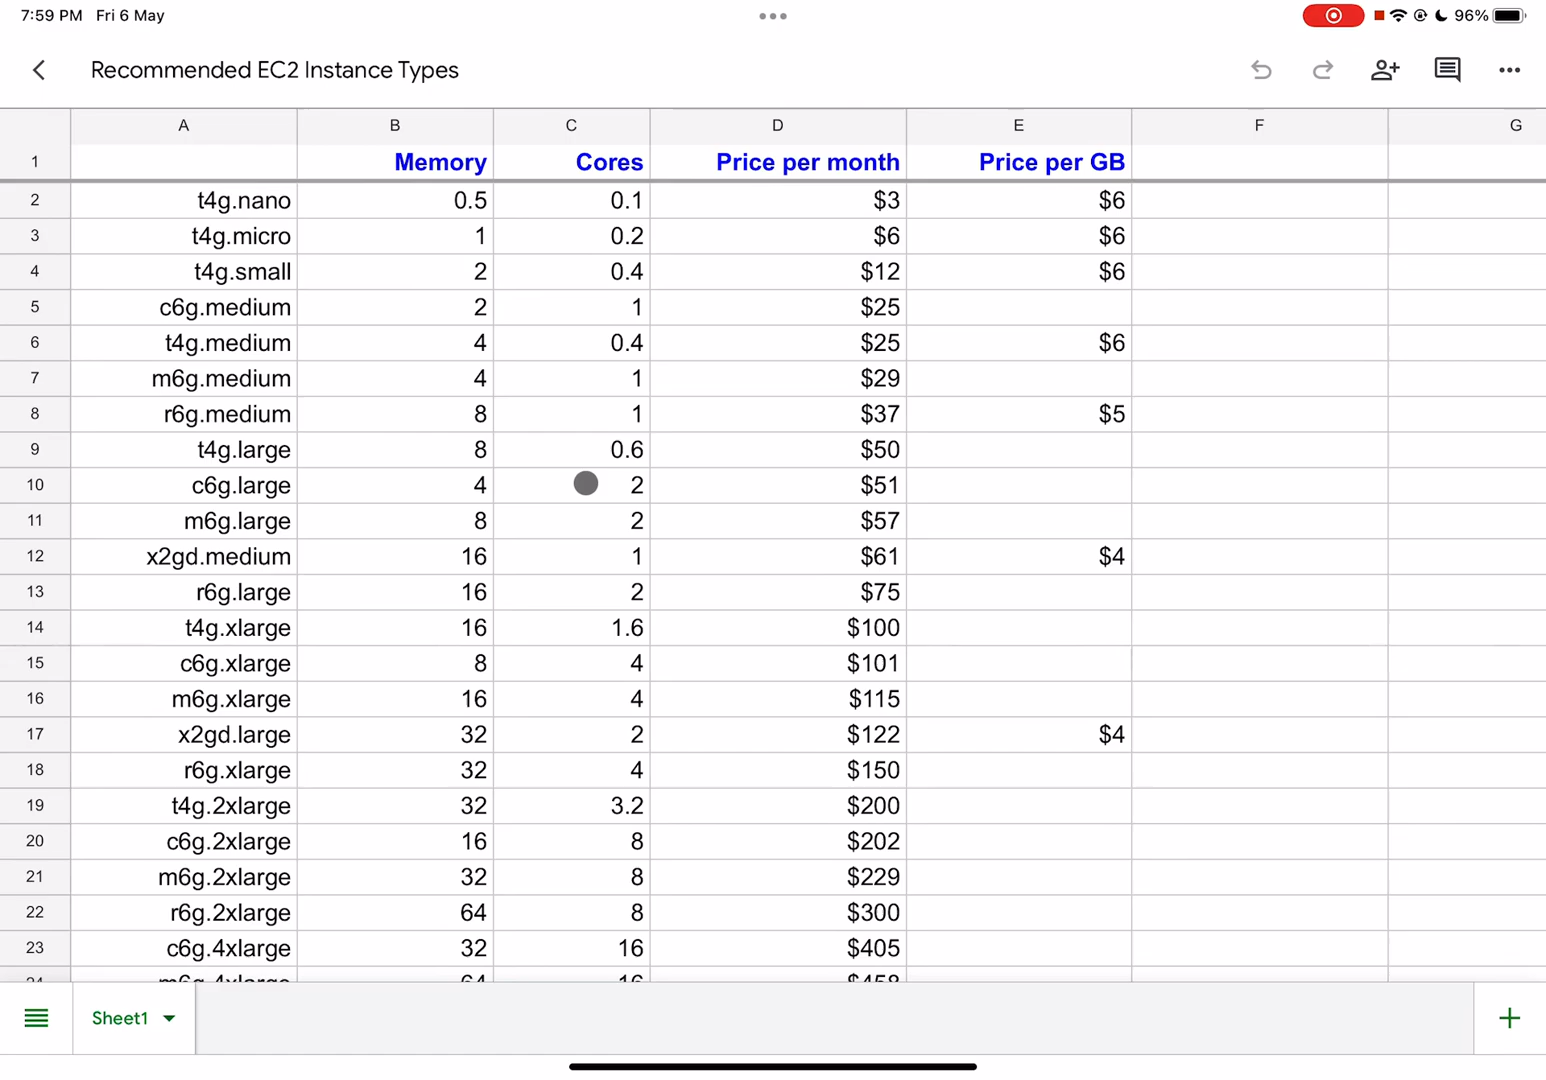 7:59 PM Fri 6 May 96%
Recommended EC2 Instance Types
A B C D E F G
1 Memory Cores Price per month Price per GB
2 t4g.nano 0.5 0.1 $3 $6
3 t4g.micro 1 0.2 $6 $6
4 t4g.small 2 0.4 $12 $6
5 c6g.medium 2 1 $25
6 t4g.medium 4 0.4 $25 $6
7 m6g.medium 4 1 $29
8 r6g.medium 8 1 $37 $5
9 t4g.large 8 0.6 $50
10 c6g.large 4 2 $51
11 m6g.large 8 2 $57
12 x2gd.medium 16 1 $61 $4
13 r6g.large 16 2 $75
14 t4g.xlarge 16 1.6 $100
15 c6g.xlarge 8 4 $101
16 m6g.xlarge 16 4 $115
17 x2gd.large 32 2 $122 $4
18 r6g.xlarge 32 4 $150
19 t4g.2xlarge 32 3.2 $200
20 c6g.2xlarge 16 8 $202
21 m6g.2xlarge 32 8 $229
22 r6g.2xlarge 64 8 $300
23 c6g.4xlarge 32 16 $405
24 m6g.4xlarge 64 16 $458
Sheet1